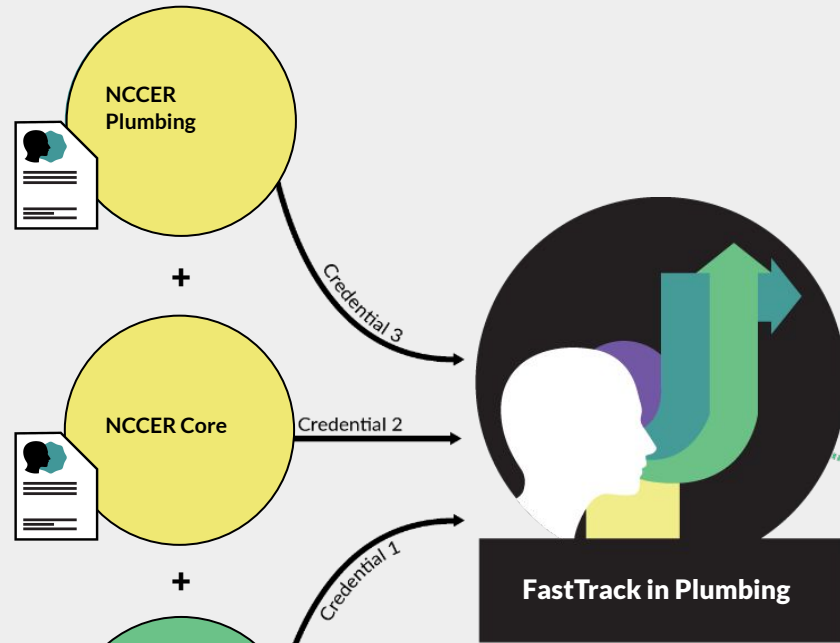 NCCER
Plumbing
+
Credential 3
NCCER Core
Credential 2
+
Credential 1
FastTrack in Plumbing